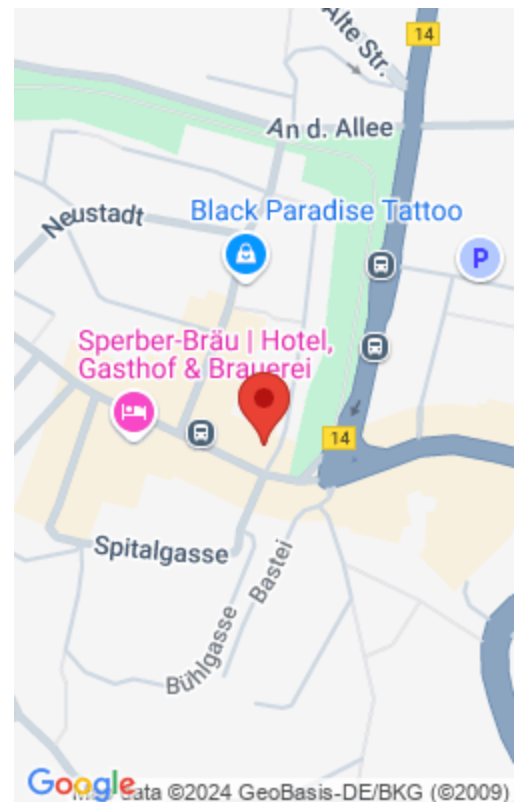 14
Alte Str.
An d. Allee
Neustadt
Black Paradise Tattoo
P
Sperber-Bräu | Hotel,
Gasthof & Brauerei
14
Spitalgasse
Bastei
Bühlgasse
Google
data ©2024 GeoBasis-DE/BKG (©2009)